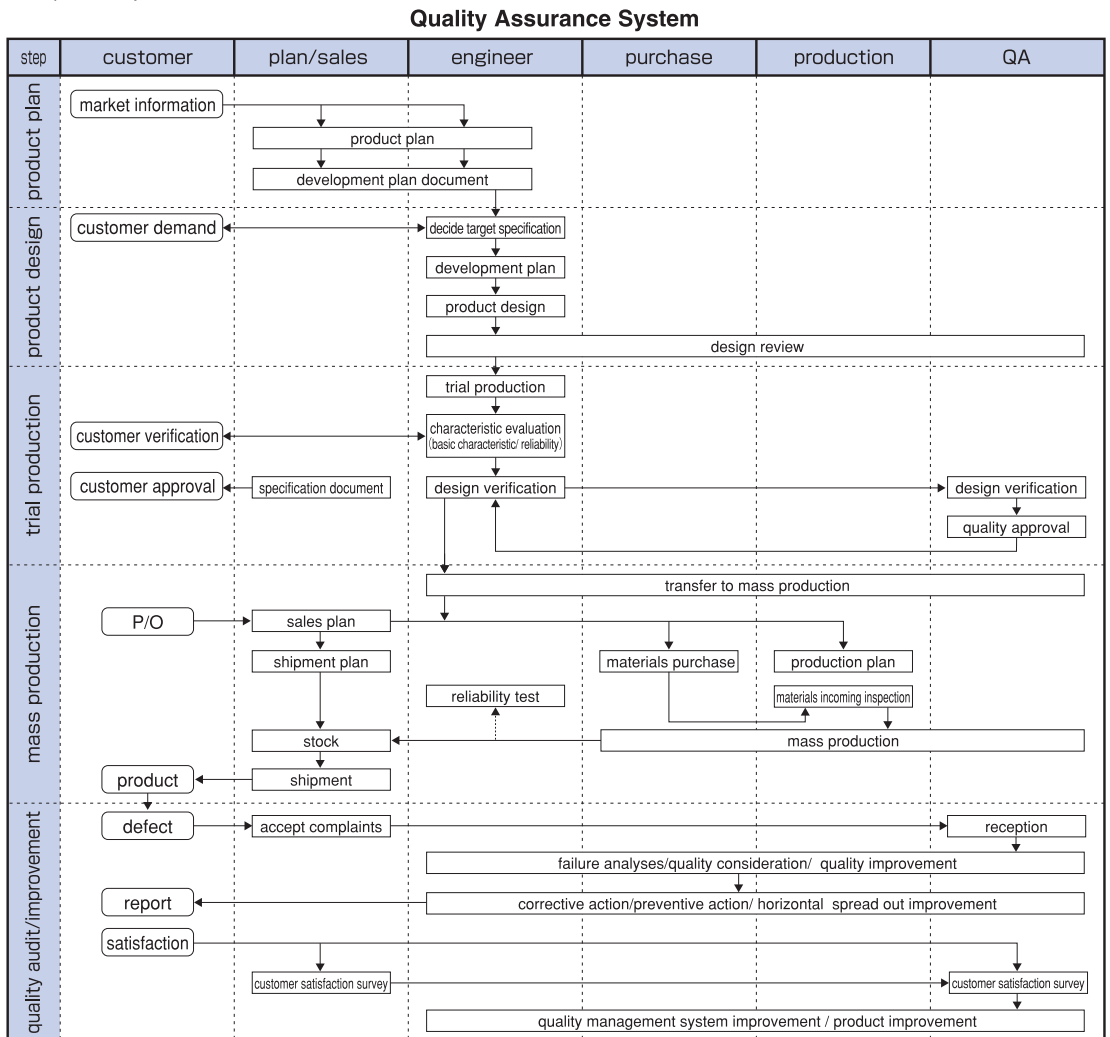 Quality Assurance System
step customer plan/sales engineer purchase production QA
product plan
market information
product plan
development plan document
product design
customer demand
decide target specification
development plan
product design
design review
trial production
trial production
customer verification
characteristic evaluation
(basic characteristic/ reliability)
customer approval
specification document
design verification
design verification
quality approval
mass production
transfer to mass production
P/O
sales plan
shipment plan
materials purchase
production plan
reliability test
materials incoming inspection
stock
mass production
product
shipment
quality audit/improvement
defect
accept complaints
reception
failure analyses/quality consideration/ quality improvement
report
corrective action/preventive action/ horizontal spread out improvement
satisfaction
customer satisfaction survey
customer satisfaction survey
quality management system improvement / product improvement